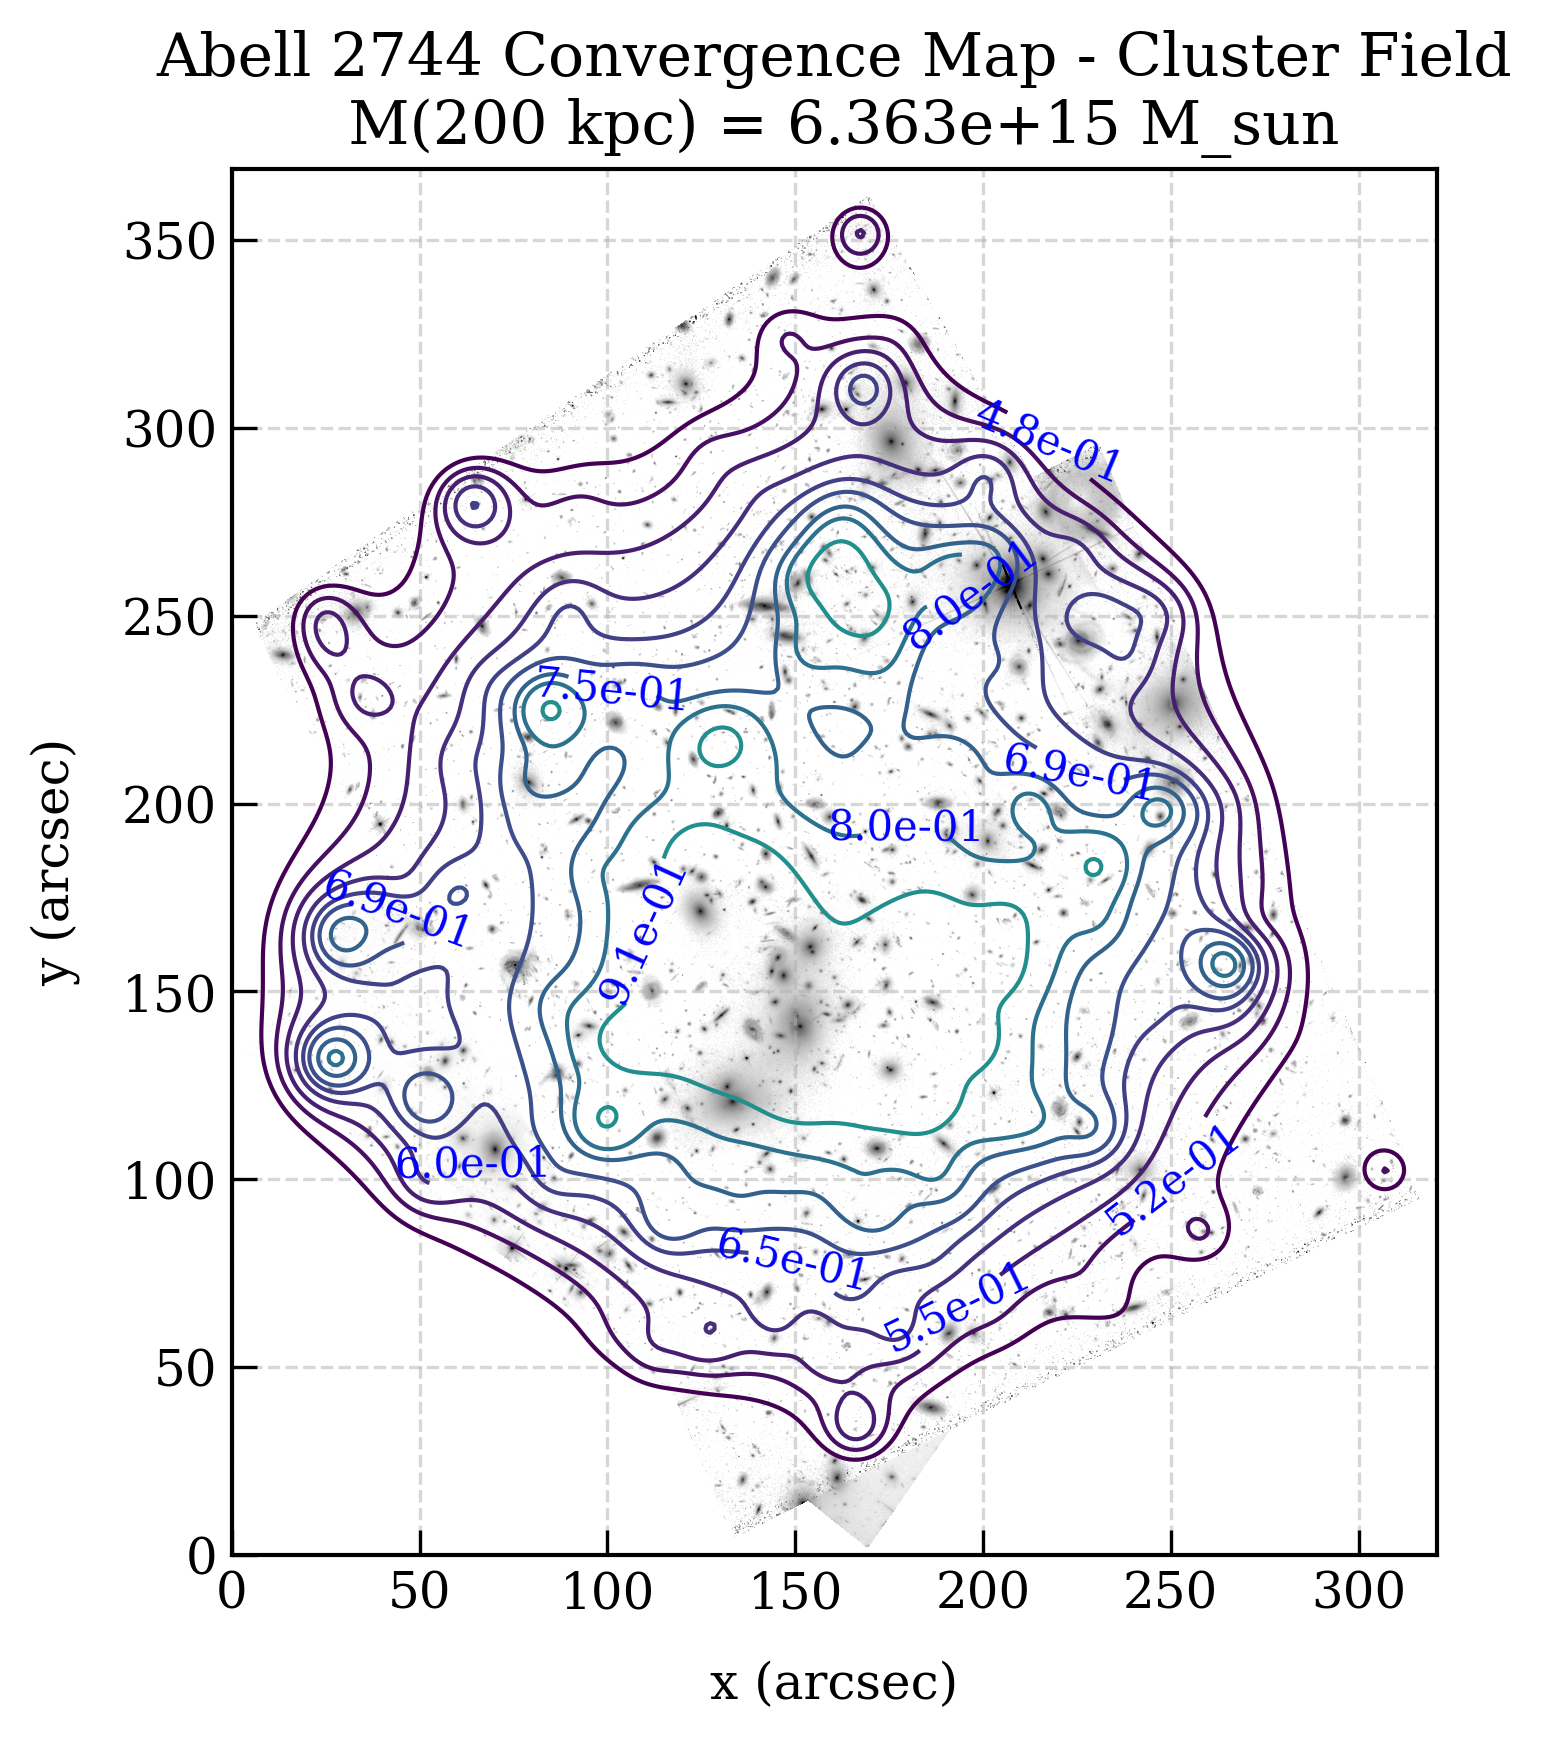 Abell 2744 Convergence Map - Cluster Field
M(200 kpc) = 6.363e+15 M_sun
y (arcsec)
350
300
250
200
150
100
50
0
4.8e-01
8.0e-01
7.5e-01
6.9e-01
8.0e-01
6.9e-01
9.1e-01
6.0e-01
5.2e-01
6.5e-01
5.5e-01
0
50
100
150
200
250
300
x (arcsec)